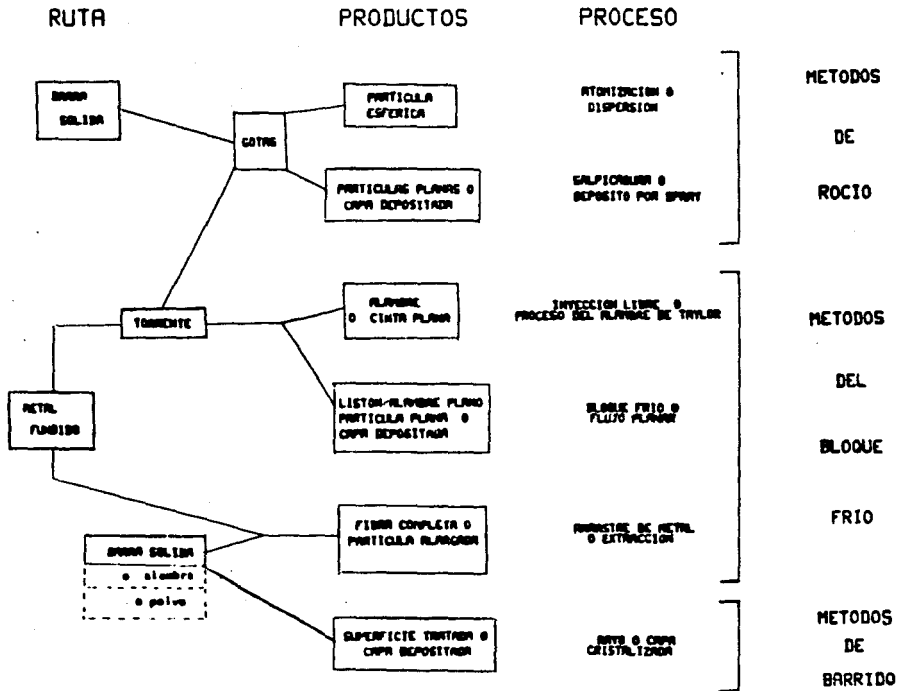 RUTA
PRODUCTOS
PROCESO
BARRA
SOLIDA
GOTAS
PARTICULA
ESFERICA
ATOMIZACION O
DISPERSION
PARTICULAS PLANAS O
CAPA DEPOSITADA
SALPICADURA O
DEPOSITO POR SPRAY
METODOS
DE
ROCIO
TORRENTE
ALAMBRE
O CINTA PLANA
INYECCION LIBRE O
PROCESO DEL ALAMBRE DE TAYLOR
METAL
FUNDIDO
LISTON-ALAMBRE PLANO
PARTICULA PLANA O
CAPA DEPOSITADA
BLOQUE FRIO O
FLUJO PLANAR
FIBRA COMPLETA O
PARTICULA ALARGADA
ARRASTRE DE METAL
O EXTRACCION
METODOS
DEL
BLOQUE
FRIO
BARRA SOLIDA
o alambre
o polvo
SUPERFICIE TRATADA O
CAPA DEPOSITADA
RAYO O CAPA
CRISTALIZADA
METODOS
DE
BARRIDO